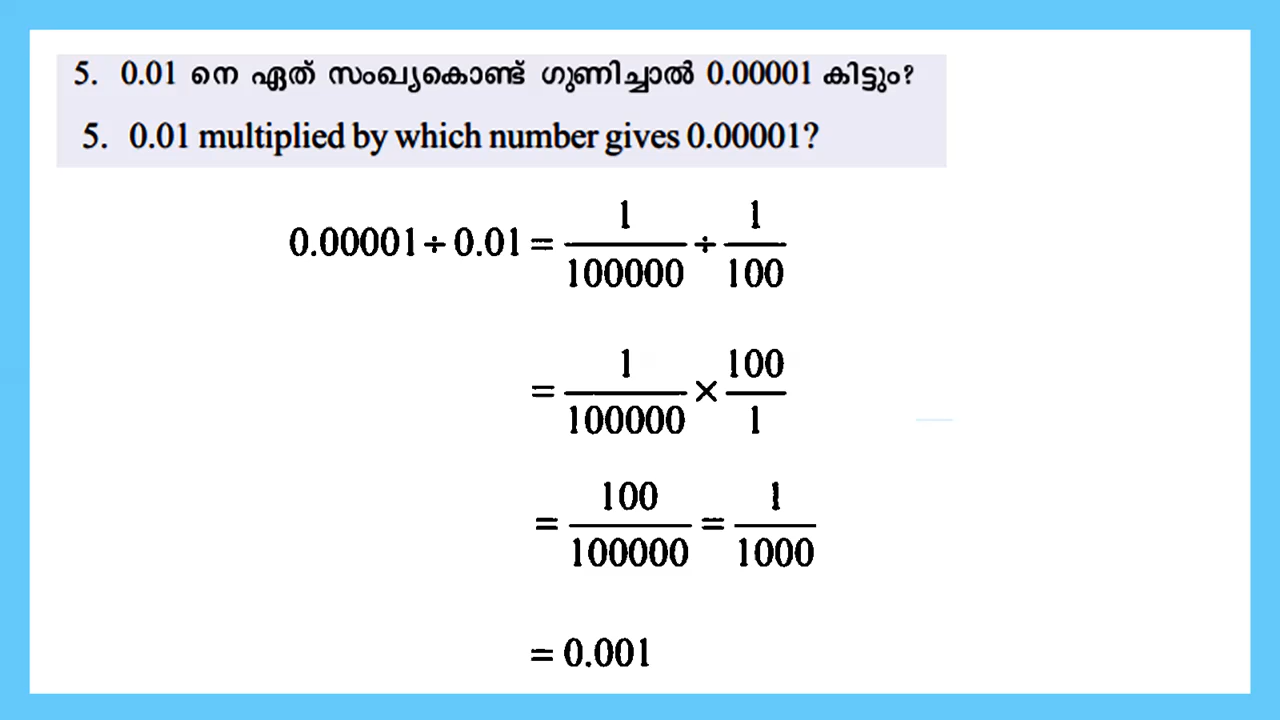 5. 0.01 നെ ഏത് സംഖ്യകൊണ്ട് ഗുണിച്ചാൽ 0.00001 കിട്ടും?
5. 0.01 multiplied by which number gives 0.00001?
0.00001 ÷ 0.01 = 1/100000 ÷ 1/100
= 1/100000 × 100/1
= 100/100000 = 1/1000
= 0.001